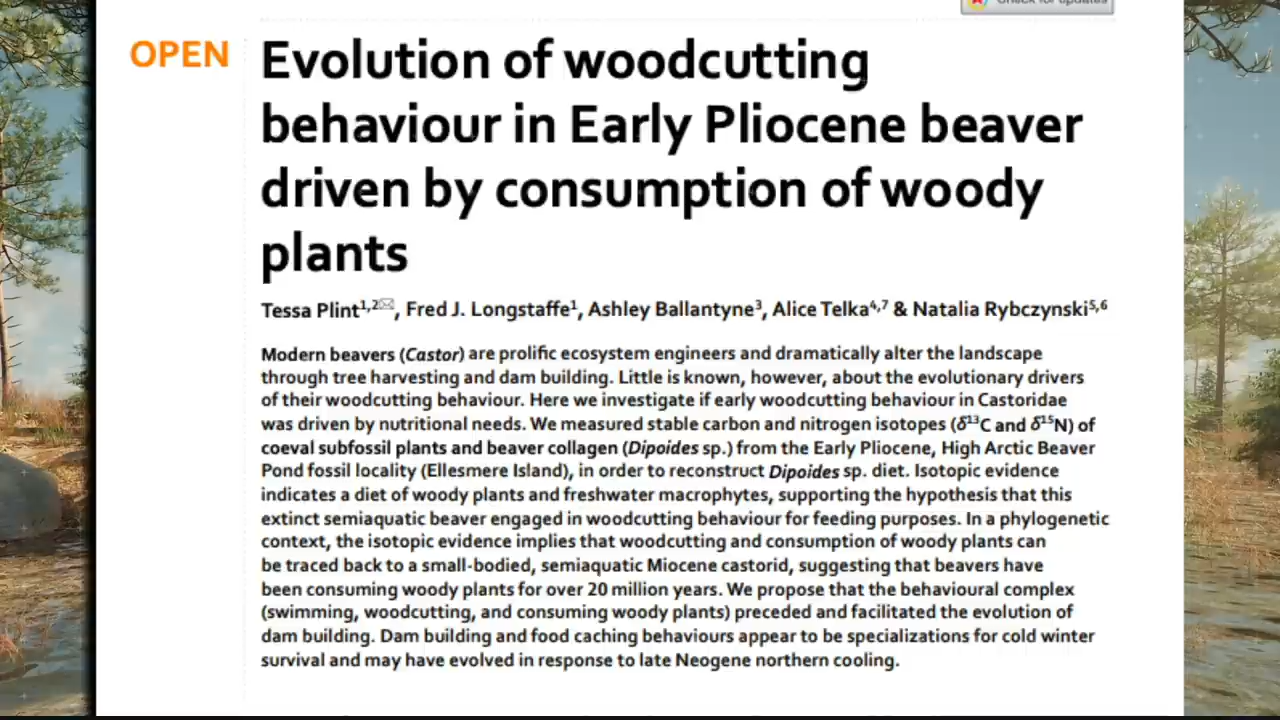 Check for updates
OPEN
Evolution of woodcutting
behaviour in Early Pliocene beaver
driven by consumption of woody
plants
Tessa Plint1,2✉, Fred J. Longstaffe1, Ashley Ballantyne3, Alice Telka4,7 & Natalia Rybczynski5,6
Modern beavers (Castor) are prolific ecosystem engineers and dramatically alter the landscape
through tree harvesting and dam building. Little is known, however, about the evolutionary drivers
of their woodcutting behaviour. Here we investigate if early woodcutting behaviour in Castoridae
was driven by nutritional needs. We measured stable carbon and nitrogen isotopes (δ13C and δ15N) of
coeval subfossil plants and beaver collagen (Dipoides sp.) from the Early Pliocene, High Arctic Beaver
Pond fossil locality (Ellesmere Island), in order to reconstruct Dipoides sp. diet. Isotopic evidence
indicates a diet of woody plants and freshwater macrophytes, supporting the hypothesis that this
extinct semiaquatic beaver engaged in woodcutting behaviour for feeding purposes. In a phylogenetic
context, the isotopic evidence implies that woodcutting and consumption of woody plants can
be traced back to a small-bodied, semiaquatic Miocene castorid, suggesting that beavers have
been consuming woody plants for over 20 million years. We propose that the behavioural complex
(swimming, woodcutting, and consuming woody plants) preceded and facilitated the evolution of
dam building. Dam building and food caching behaviours appear to be specializations for cold winter
survival and may have evolved in response to late Neogene northern cooling.